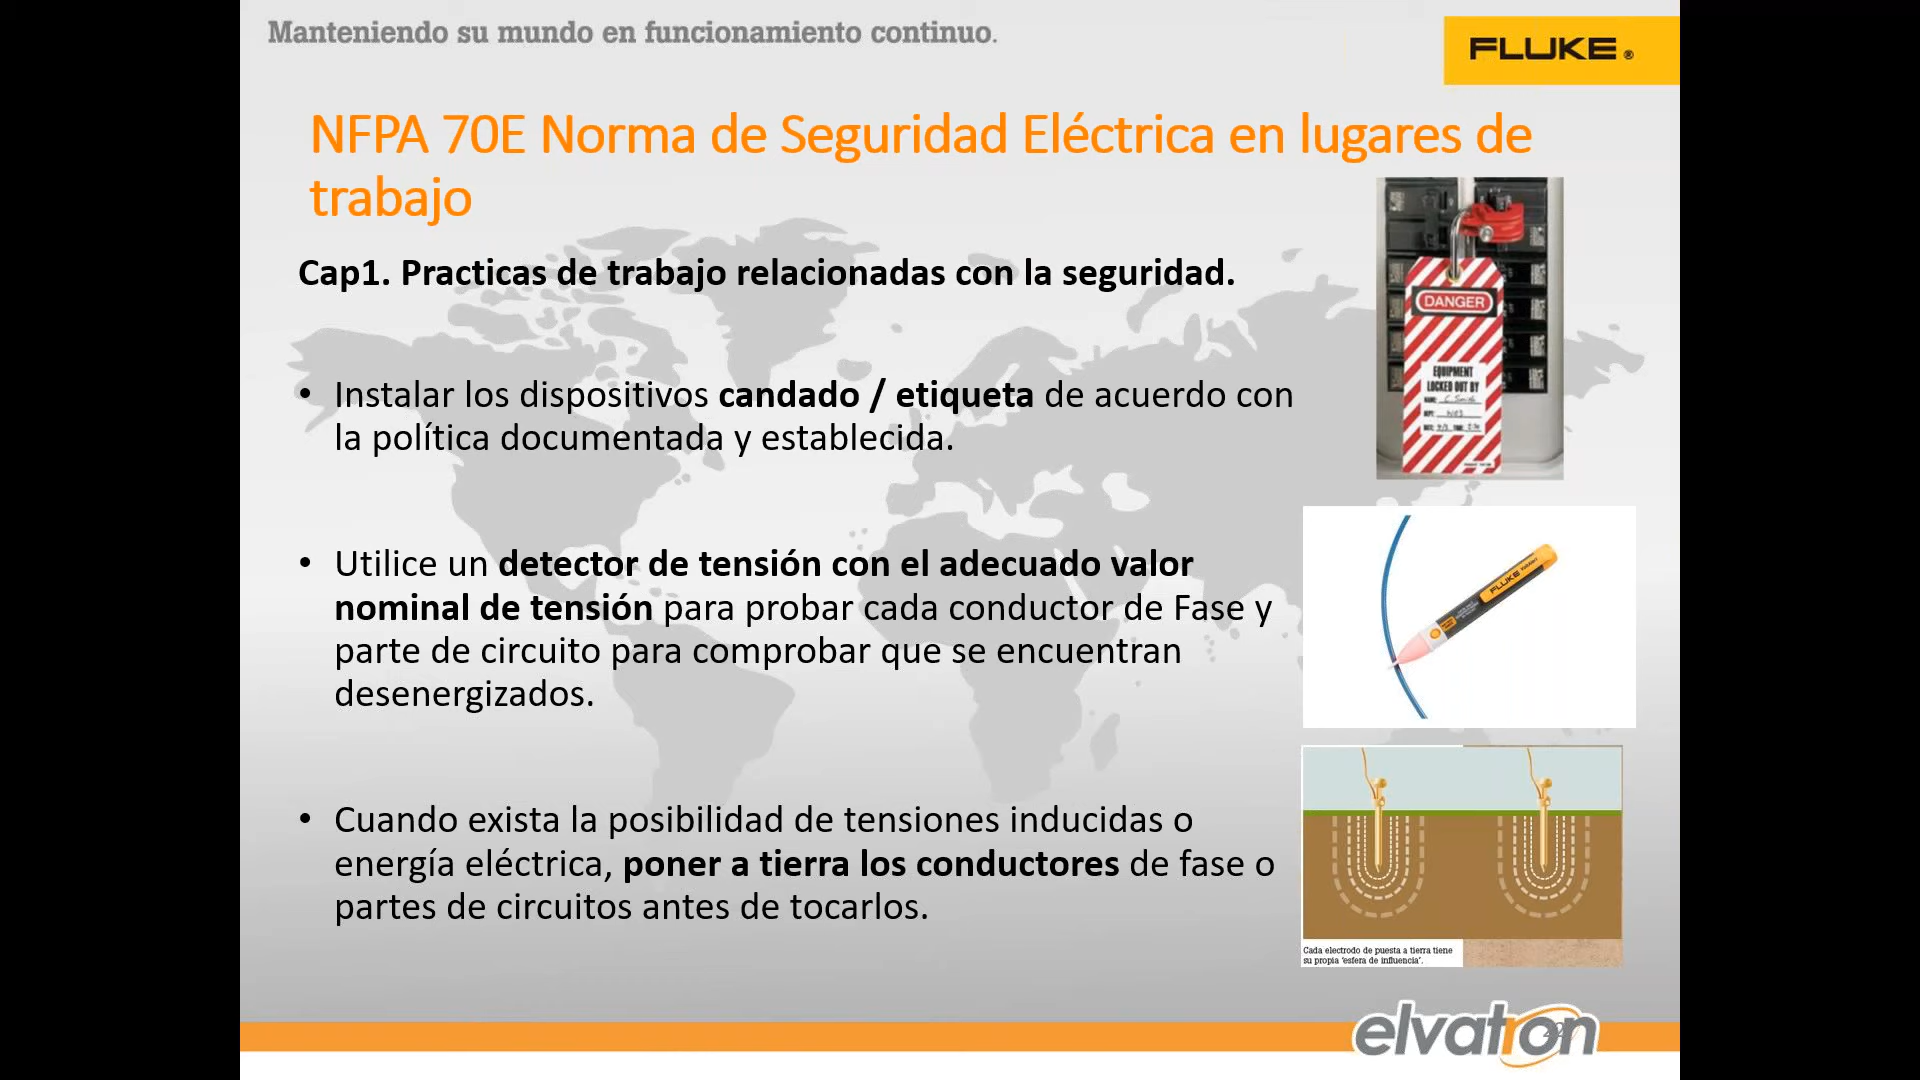 Manteniendo su mundo en funcionamiento continuo.
FLUKE ®
NFPA 70E Norma de Seguridad Eléctrica en lugares de
trabajo
Cap1. Practicas de trabajo relacionadas con la seguridad.
• Instalar los dispositivos candado / etiqueta de acuerdo con
la política documentada y establecida.
DANGER
EQUIPMENT
LOCKED OUT BY
NAME: C. Smith
DEPT:
• Utilice un detector de tensión con el adecuado valor
nominal de tensión para probar cada conductor de Fase y
parte de circuito para comprobar que se encuentran
desenergizados.
FLUKE VoltAlert
• Cuando exista la posibilidad de tensiones inducidas o
energía eléctrica, poner a tierra los conductores de fase o
partes de circuitos antes de tocarlos.
Cada electrodo de puesta a tierra tiene
su propia ‘esfera de influencia’.
elvatron